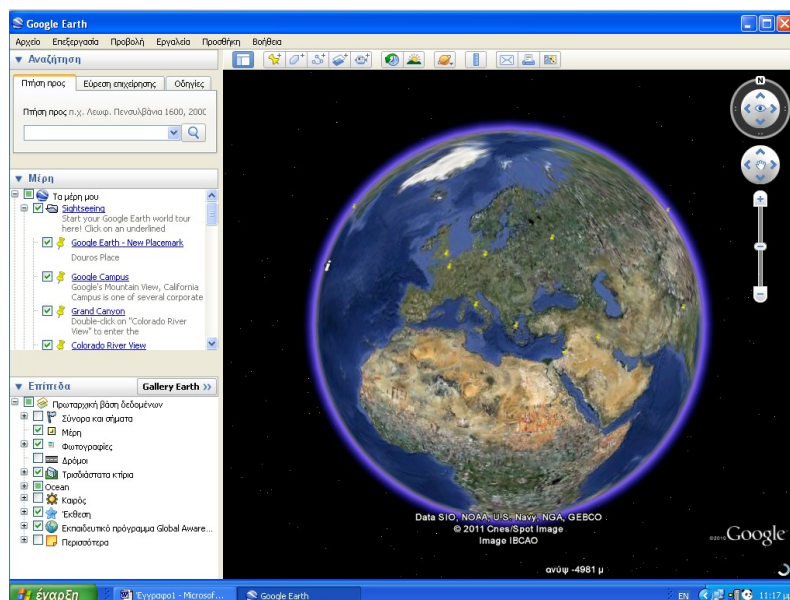 Google Earth
Αρχείο Επεξεργασία Προβολή Εργαλεία Προσθήκη Βοήθεια
Αναζήτηση
Πτήση προς Εύρεση επιχείρησης Οδηγίες
Πτήση προς π.χ. Λεωφ. Πενσυλβάνια 1600, 2000
Μέρη
Τα μέρη μου
Sightseeing
Start your Google Earth world tour
here! Click on an underlined
Google Earth - New Placemark
Douros Place
Google Campus
Google's Mountain View, California
Campus is one of several corporate
Grand Canyon
Double-click on "Colorado River
View" to enter the
Colorado River View
Επίπεδα
Gallery Earth >>
Πρωταρχική βάση δεδομένων
Σύνορα και σήματα
Μέρη
Φωτογραφίες
Δρόμοι
Τρισδιάστατα κτίρια
Ocean
Καιρός
Έκθεση
Εκπαιδευτικό πρόγραμμα Global Aware...
Περισσότερα
N
Data SIO, NOAA, U.S. Navy, NGA, GEBCO
© 2011 Cnes/Spot Image
Image IBCAO
©2010 Google
ανύψ -4981 μ
έναρξη
Έγγραφο1 - Microsof...
Google Earth
EN
11:17 μμ